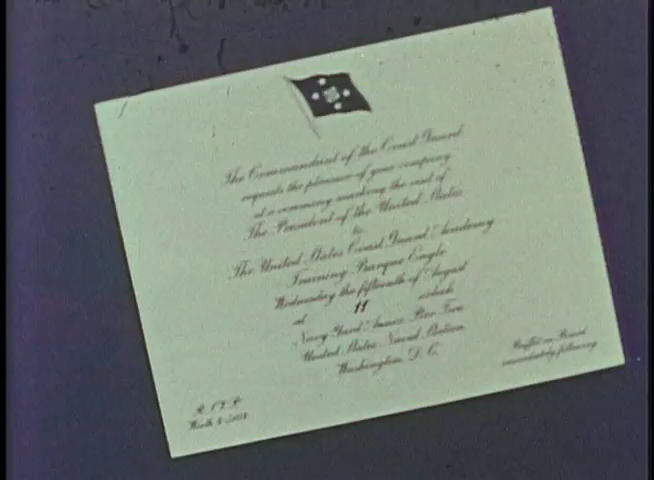 The Commandant of the Coast Guard
requests the pleasure of your company
at a ceremony marking the visit of
The President of the United States
to
The United States Coast Guard Academy
Training Barque Eagle
Wednesday the fifteenth of August
at 11 o'clock
Navy Yard Annex Pier Two
United States Naval Station
Washington, D.C.
Buffet on Board
immediately following
R.S.V.P.